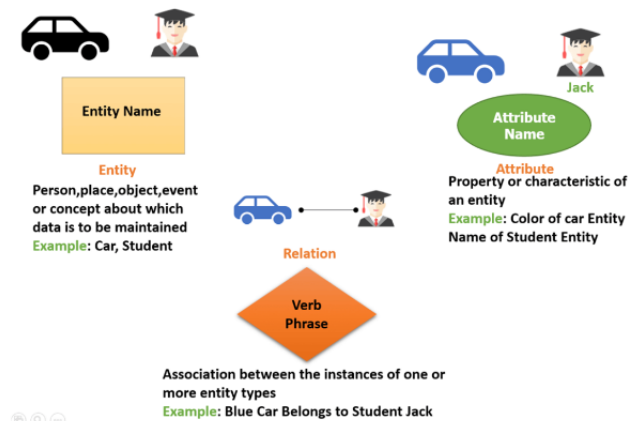 Entity Name
Entity
Person,place,object,event
or concept about which
data is to be maintained
Example: Car, Student
Jack
Attribute
Name
Attribute
Property or characteristic of
an entity
Example: Color of car Entity
Name of Student Entity
Relation
Verb
Phrase
Association between the instances of one or
more entity types
Example: Blue Car Belongs to Student Jack